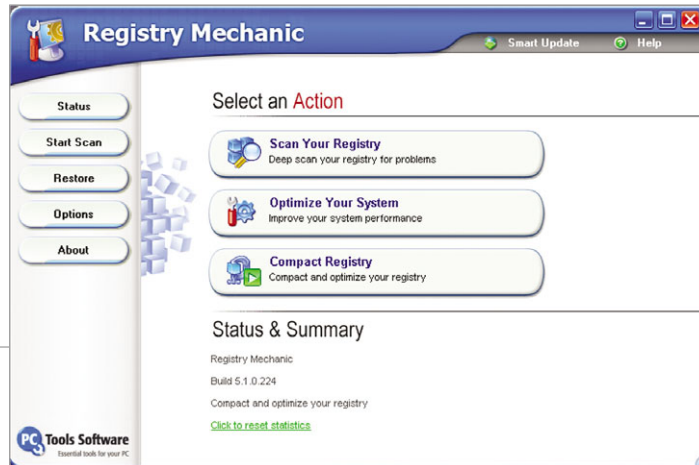 Registry Mechanic
Smart Update
Help
Status
Start Scan
Restore
Options
About
Select an Action
Scan Your Registry
Deep scan your registry for problems
Optimize Your System
Improve your system performance
Compact Registry
Compact and optimize your registry
Status & Summary
Registry Mechanic
Build 5.1.0.224
Compact and optimize your registry
Click to reset statistics
PC Tools Software
Essential tools for your PC